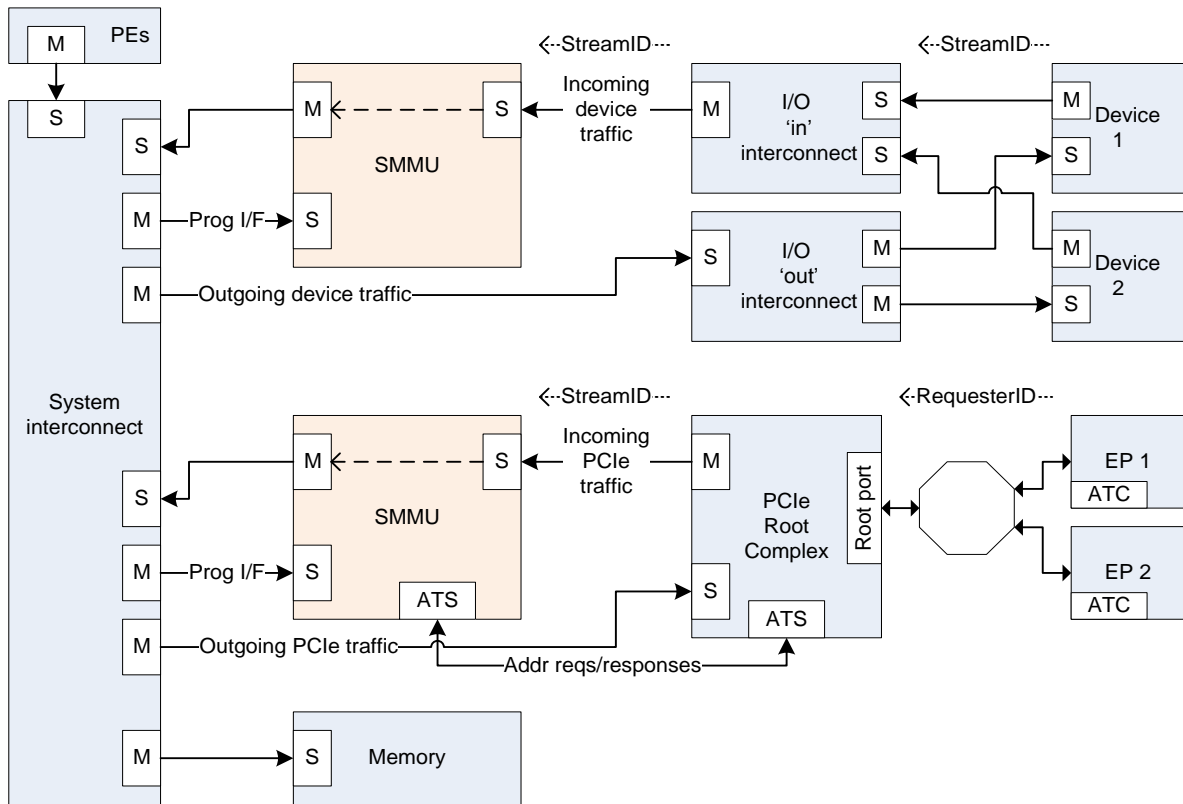 PEs
M
S
System
interconnect
S
M
M
S
M
M
M
←StreamID
M
S
SMMU
S
Prog I/F
Incoming
device
traffic
Outgoing device traffic
←StreamID
M
I/O
‘in’
interconnect
S
S
S
I/O
‘out’
interconnect
M
M
M
S
Device
1
M
S
Device
2
←StreamID
M
S
SMMU
S
ATS
Prog I/F
Incoming
PCIe
traffic
Outgoing PCIe traffic
Addr reqs/responses
←RequesterID
M
S
PCIe
Root
Complex
Root port
ATS
EP 1
ATC
EP 2
ATC
S
Memory